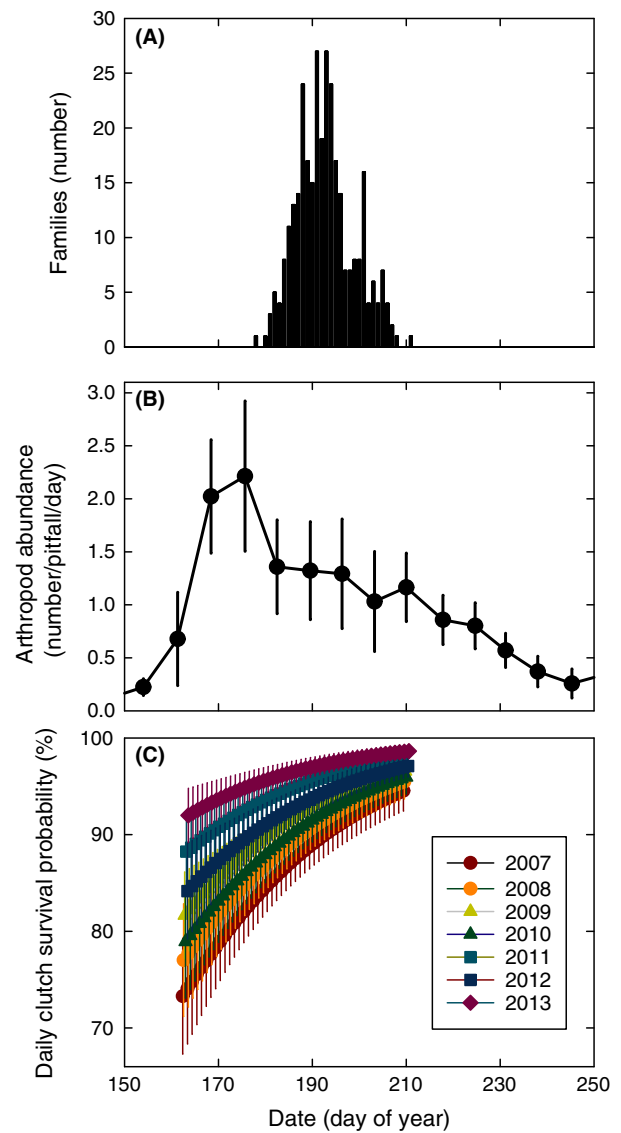 30
(A)
25
20
15
10
5
0
Families (number)
3.0
(B)
2.5
2.0
1.5
1.0
0.5
0.0
Arthropod abundance
(number/pitfall/day)
100
(C)
90
80
70
Daily clutch survival probability (%)
2007
2008
2009
2010
2011
2012
2013
150 170 190 210 230 250
Date (day of year)